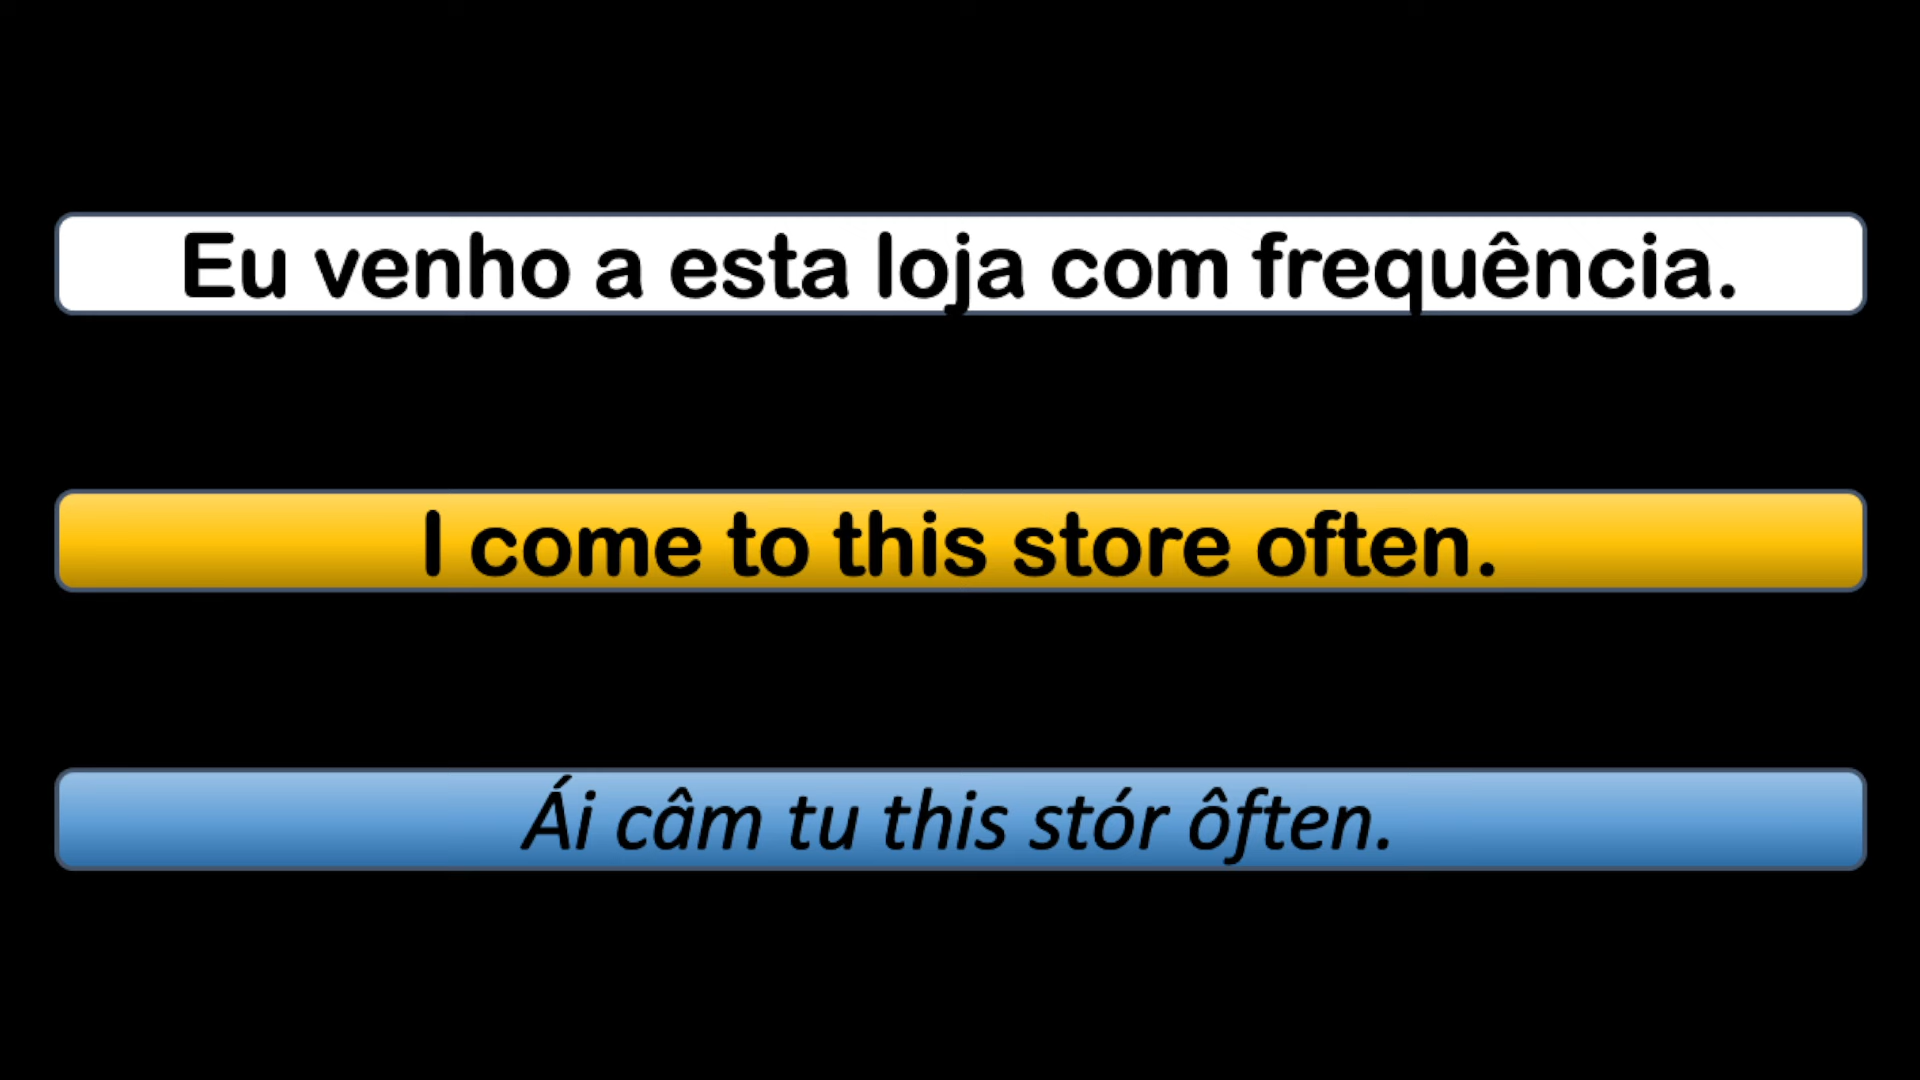 Eu venho a esta loja com frequência.
I come to this store often.
Ái câm tu this stór ôften.